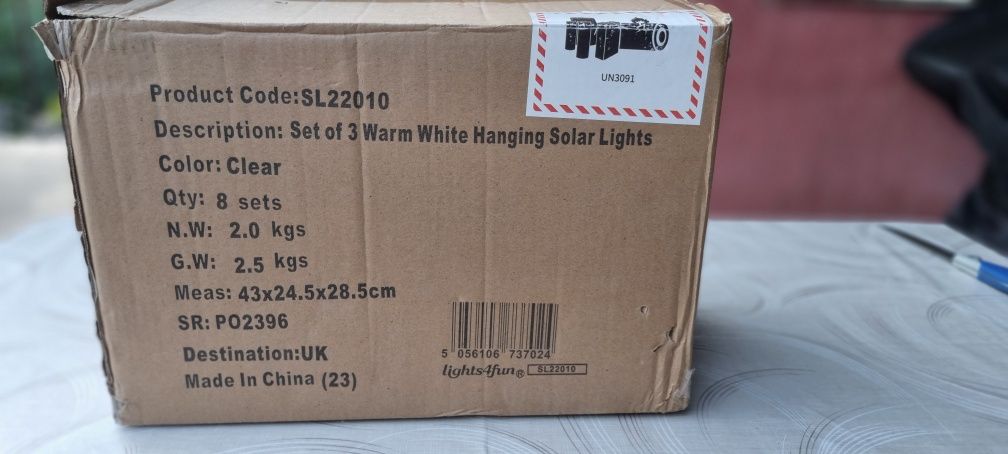 UN3091
Product Code:SL22010
Description: Set of 3 Warm White Hanging Solar Lights
Color: Clear
Qty: 8 sets
N.W: 2.0 kgs
G.W: 2.5 kgs
Meas: 43x24.5x28.5cm
SR: PO2396
Destination:UK
Made In China (23)
5 056106 737024
lights4fun® SL22010